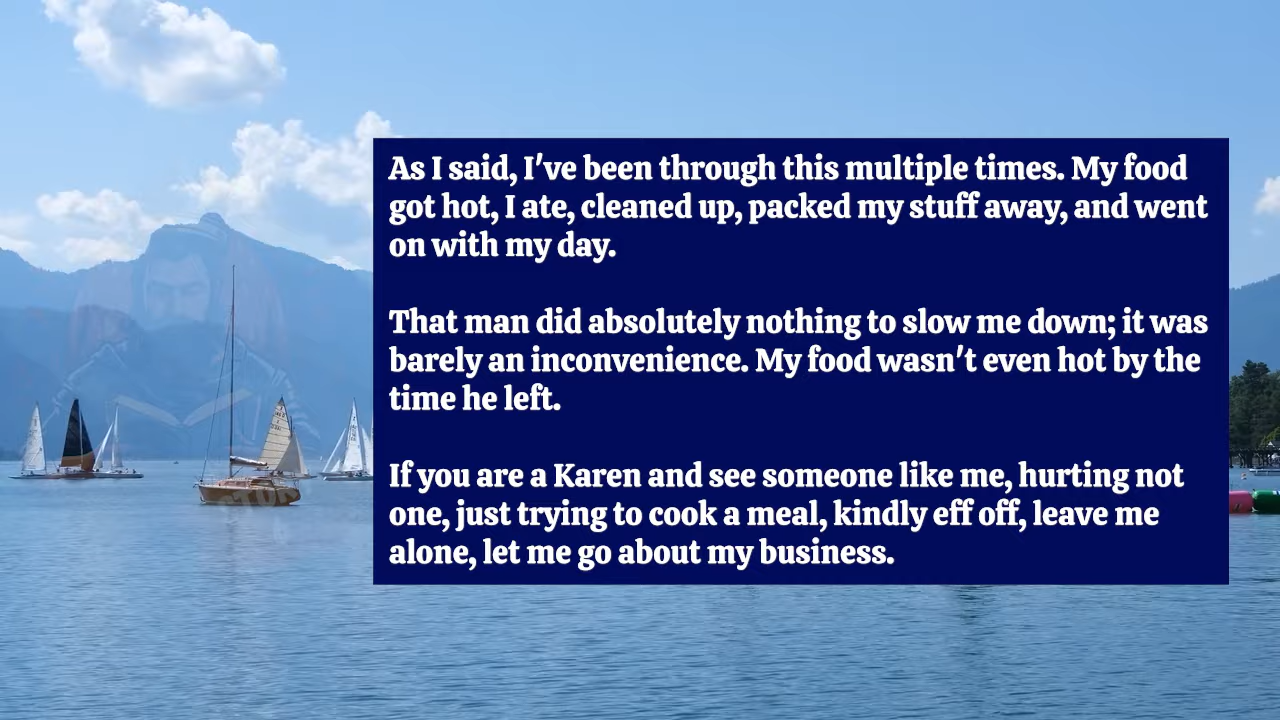 As I said, I've been through this multiple times. My food
got hot, I ate, cleaned up, packed my stuff away, and went
on with my day.
That man did absolutely nothing to slow me down; it was
barely an inconvenience. My food wasn't even hot by the
time he left.
If you are a Karen and see someone like me, hurting not
one, just trying to cook a meal, kindly eff off, leave me
alone, let me go about my business.